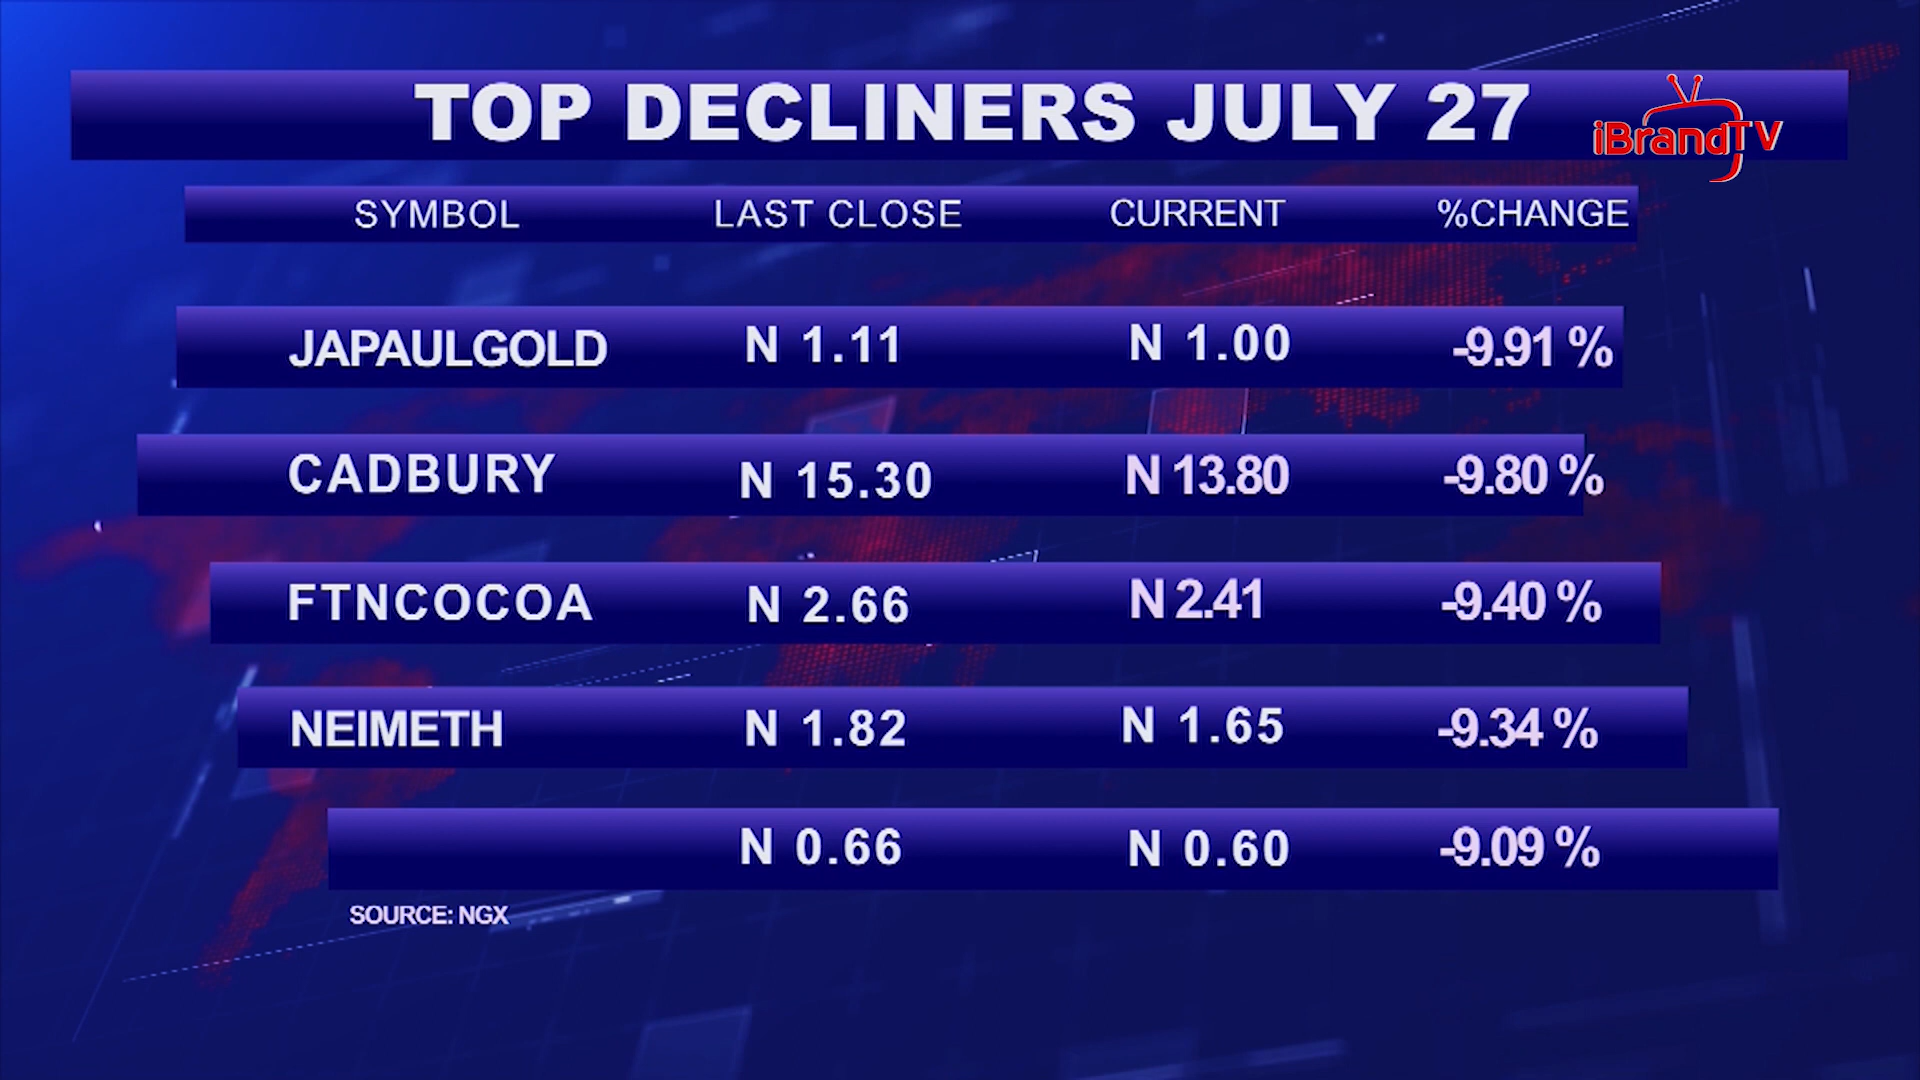 TOP DECLINERS JULY 27
iBrandTV
SYMBOL LAST CLOSE CURRENT %CHANGE
JAPAULGOLD N 1.11 N 1.00 -9.91 %
CADBURY N 15.30 N 13.80 -9.80 %
FTNCOCOA N 2.66 N 2.41 -9.40 %
NEIMETH N 1.82 N 1.65 -9.34 %
N 0.66 N 0.60 -9.09 %
SOURCE: NGX